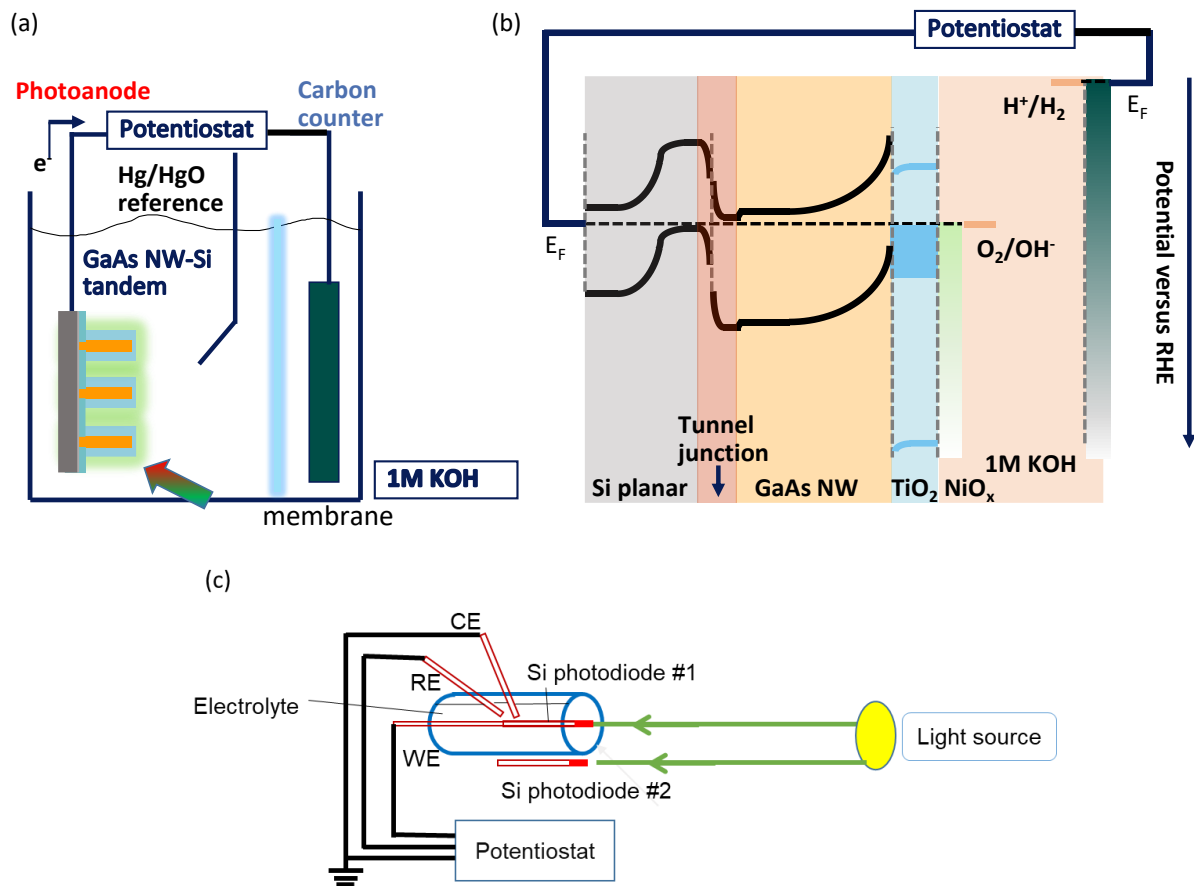 (a)
Photoanode
Carbon
counter
Potentiostat
e-
Hg/HgO
reference
GaAs NW-Si
tandem
1M KOH
membrane
(b)
Potentiostat
H⁺/H₂
E_F
E_F
O₂/OH⁻
Potential versus RHE
Tunnel
junction
1M KOH
Si planar
GaAs NW
TiO₂ NiOₓ
(c)
CE
Si photodiode #1
RE
Electrolyte
Light source
WE
Si photodiode #2
Potentiostat